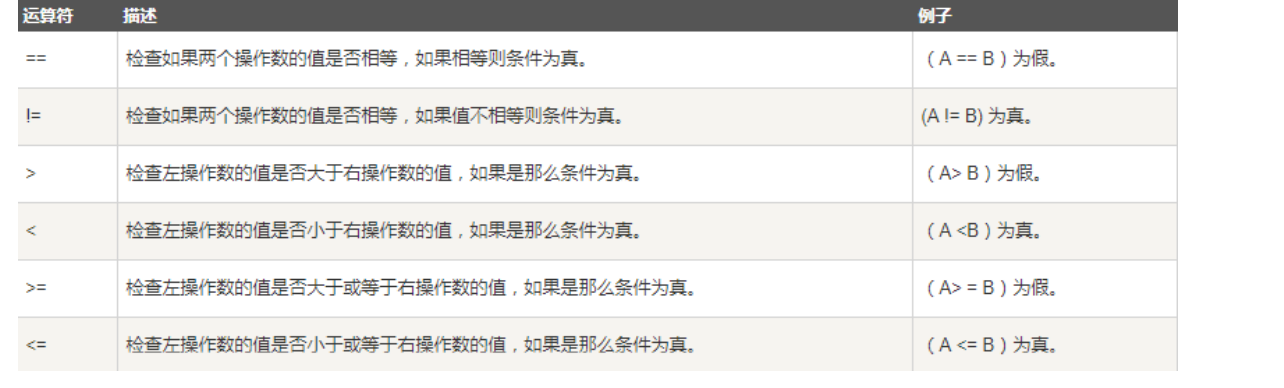 运算符 描述 例子
== 检查如果两个操作数的值是否相等，如果相等则条件为真。 （A == B）为假。
!= 检查如果两个操作数的值是否相等，如果值不相等则条件为真。 (A != B) 为真。
> 检查左操作数的值是否大于右操作数的值，如果是那么条件为真。 （A> B）为假。
< 检查左操作数的值是否小于右操作数的值，如果是那么条件为真。 （A <B）为真。
>= 检查左操作数的值是否大于或等于右操作数的值，如果是那么条件为真。 （A> = B）为假。
<= 检查左操作数的值是否小于或等于右操作数的值，如果是那么条件为真。 （A <= B）为真。